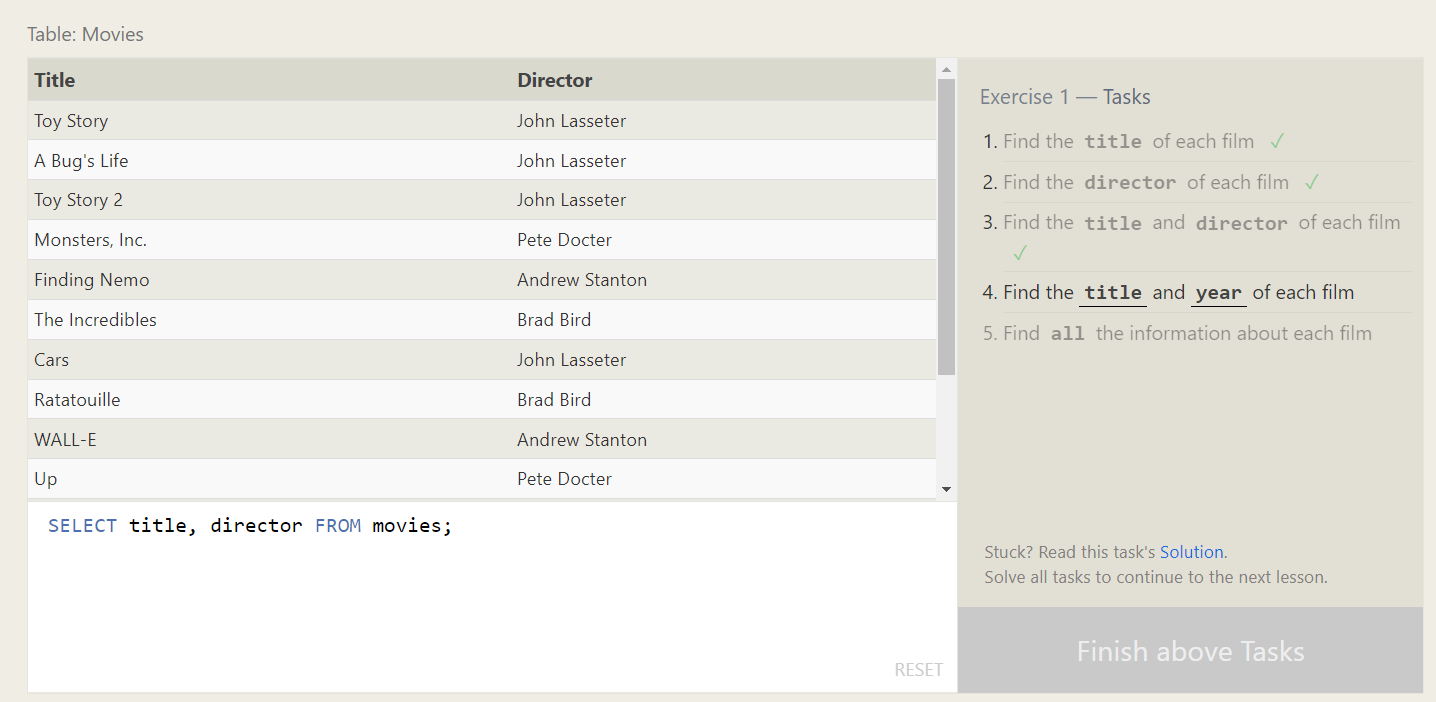 Table: Movies
Title Director
Toy Story John Lasseter
A Bug's Life John Lasseter
Toy Story 2 John Lasseter
Monsters, Inc. Pete Docter
Finding Nemo Andrew Stanton
The Incredibles Brad Bird
Cars John Lasseter
Ratatouille Brad Bird
WALL-E Andrew Stanton
Up Pete Docter
SELECT title, director FROM movies;
RESET
Exercise 1 — Tasks
1. Find the title of each film ✓
2. Find the director of each film ✓
3. Find the title and director of each film
✓
4. Find the title and year of each film
5. Find all the information about each film
Stuck? Read this task's Solution.
Solve all tasks to continue to the next lesson.
Finish above Tasks